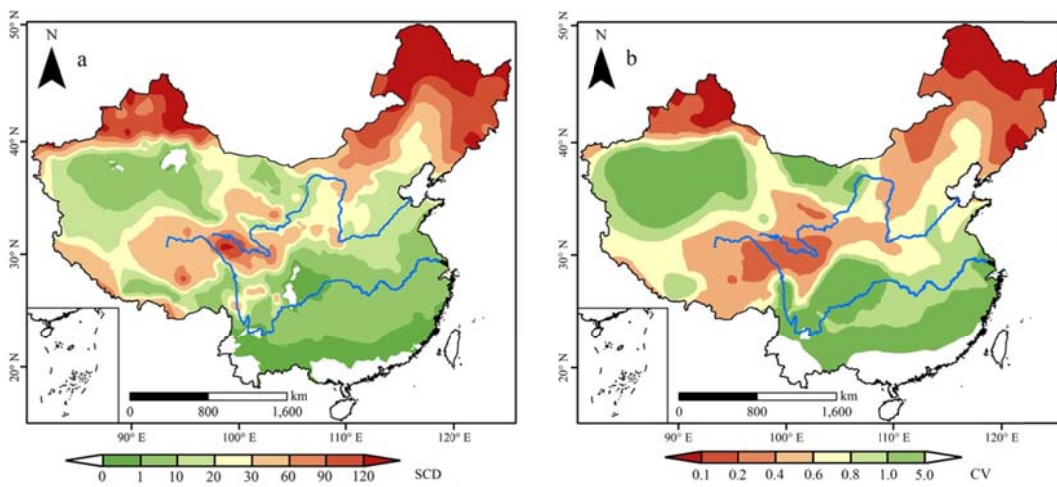 N
a
50° N
40° N
30° N
20° N
km
0 800 1,600
90° E 100° E 110° E 120° E
0 1 10 20 30 60 90 120 SCD
N
b
50° N
40° N
30° N
20° N
km
0 800 1,600
90° E 100° E 110° E 120° E
0.1 0.2 0.4 0.6 0.8 1.0 5.0 CV